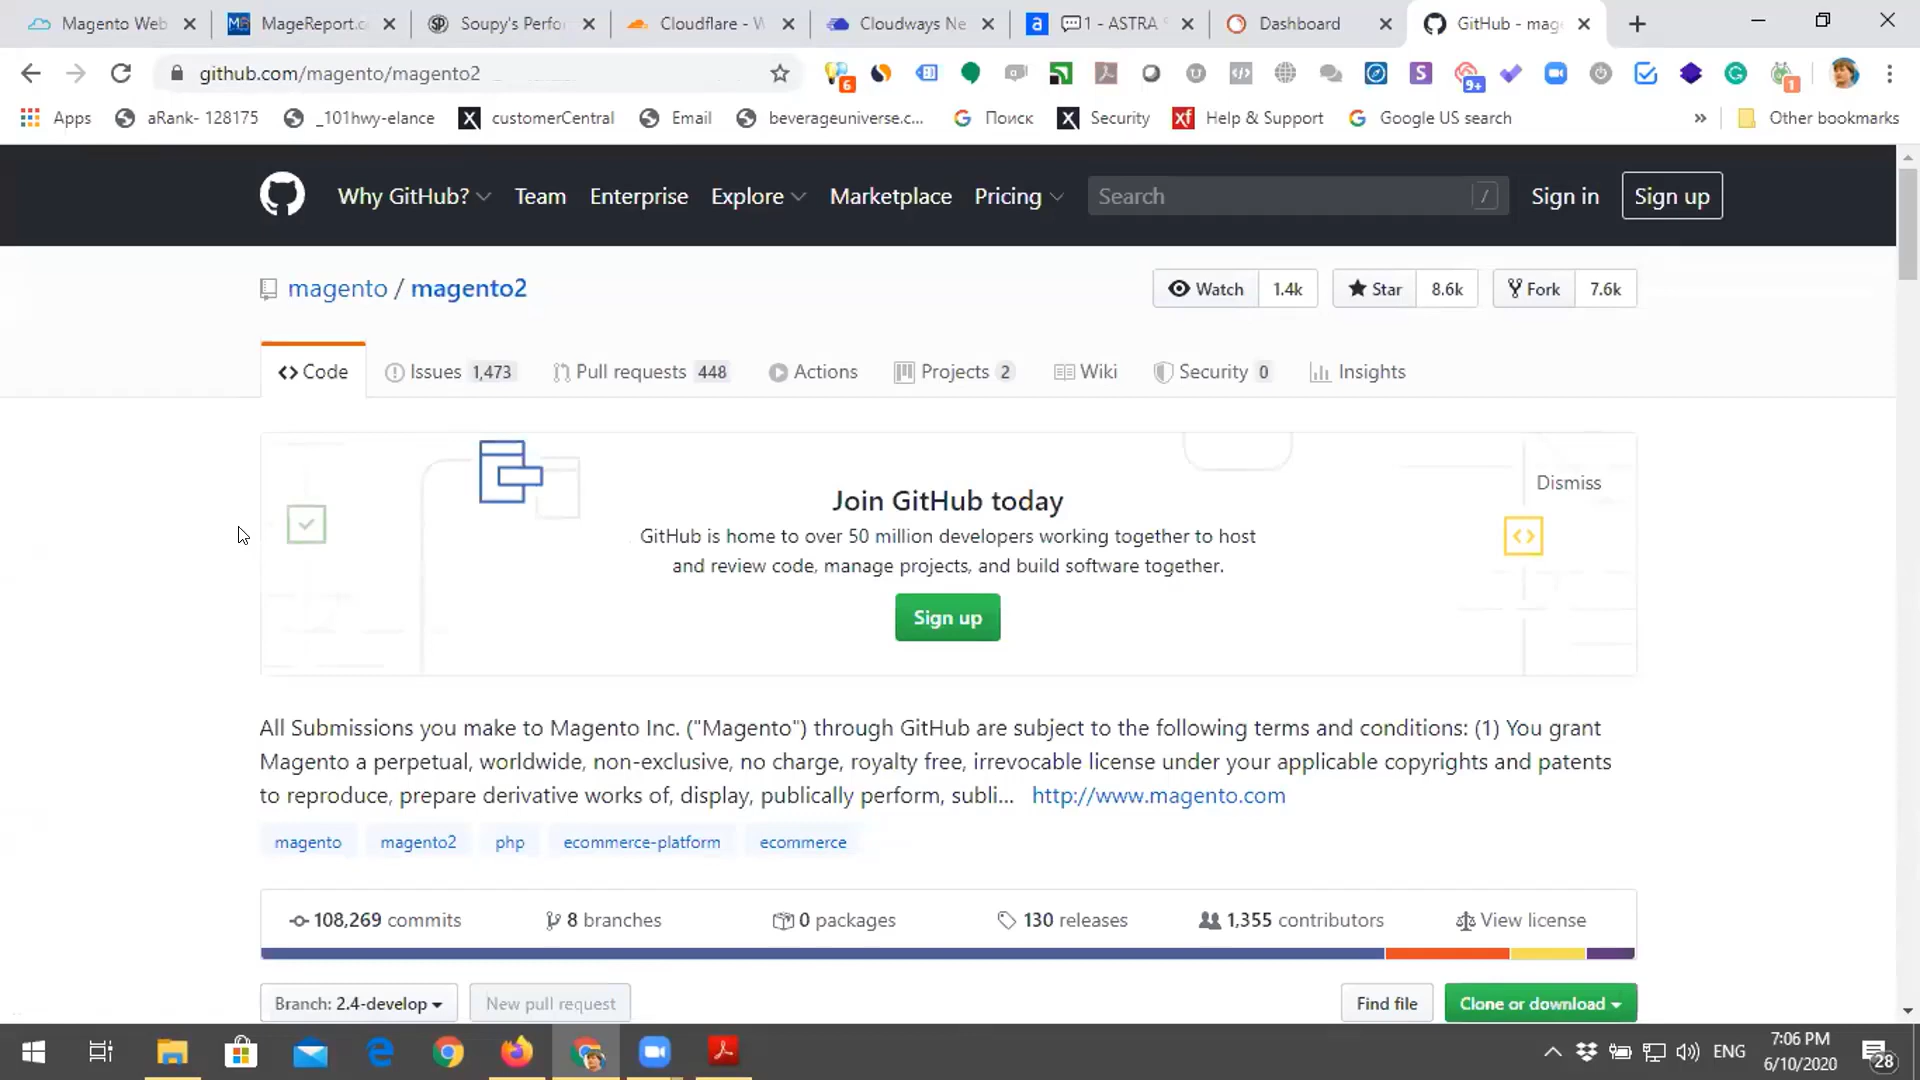 Magento Web
MageReport.c
Soupy's Perfo
Cloudflare - W
Cloudways Ne
1 - ASTRA
Dashboard
GitHub - mage
github.com/magento/magento2
6
9+
1
Apps
aRank- 128175
_101hwy-elance
customerCentral
Email
beverageuniverse.c...
Поиск
Security
Help & Support
Google US search
»
Other bookmarks
Why GitHub? Team Enterprise Explore Marketplace Pricing Search / Sign in Sign up
magento / magento2
Watch 1.4k Star 8.6k Fork 7.6k
Code Issues 1,473 Pull requests 448 Actions Projects 2 Wiki Security 0 Insights
Dismiss
Join GitHub today
GitHub is home to over 50 million developers working together to host
and review code, manage projects, and build software together.
Sign up
All Submissions you make to Magento Inc. ("Magento") through GitHub are subject to the following terms and conditions: (1) You grant
Magento a perpetual, worldwide, non-exclusive, no charge, royalty free, irrevocable license under your applicable copyrights and patents
to reproduce, prepare derivative works of, display, publically perform, subli... http://www.magento.com
magento magento2 php ecommerce-platform ecommerce
108,269 commits 8 branches 0 packages 130 releases 1,355 contributors View license
Branch: 2.4-develop New pull request Find file Clone or download
ENG
7:06 PM
6/10/2020
28